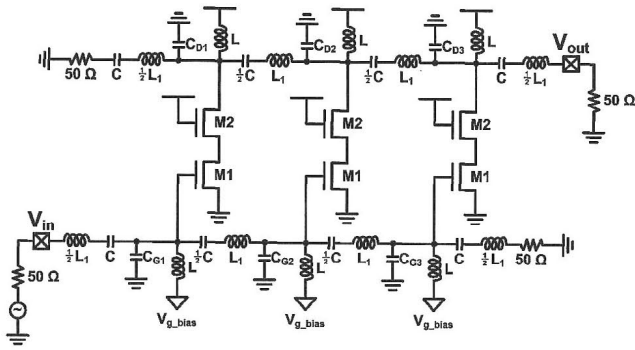 C_D1 L C_D2 L C_D3 L
50 Ω C ½L₁ ½C L₁ ½C L₁ C ½L₁ V_out
50 Ω
M2 M2 M2
M1 M1 M1
V_in
½L₁ C C_G1 ½C L₁ C_G2 ½C L₁ C_G3 C ½L₁ 50 Ω
50 Ω
L L L
V_g_bias V_g_bias V_g_bias